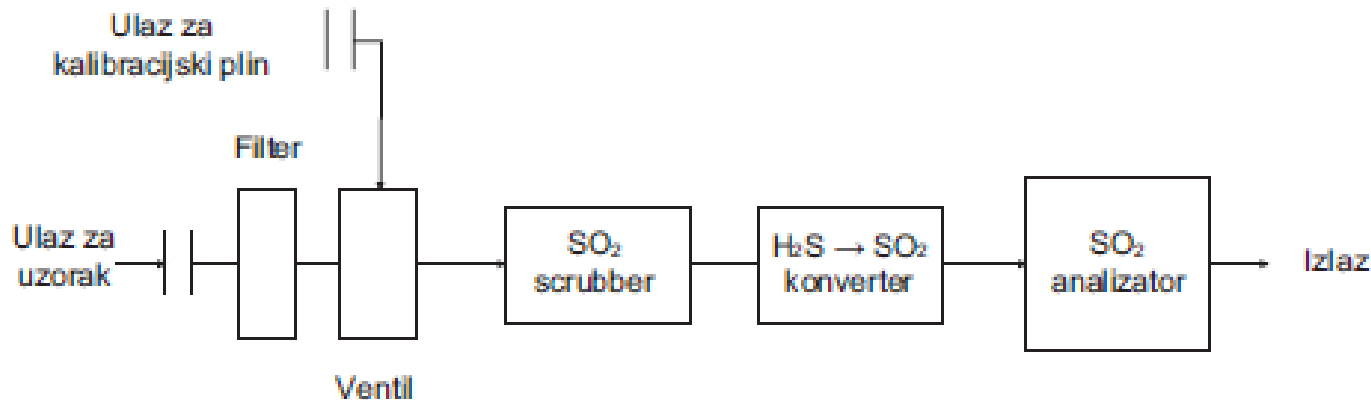 Ulaz za
kalibracijski plin
Filter
Ulaz za
uzorak
SO₂
scrubber
H₂S → SO₂
konverter
SO₂
analizator
Izlaz
Ventil